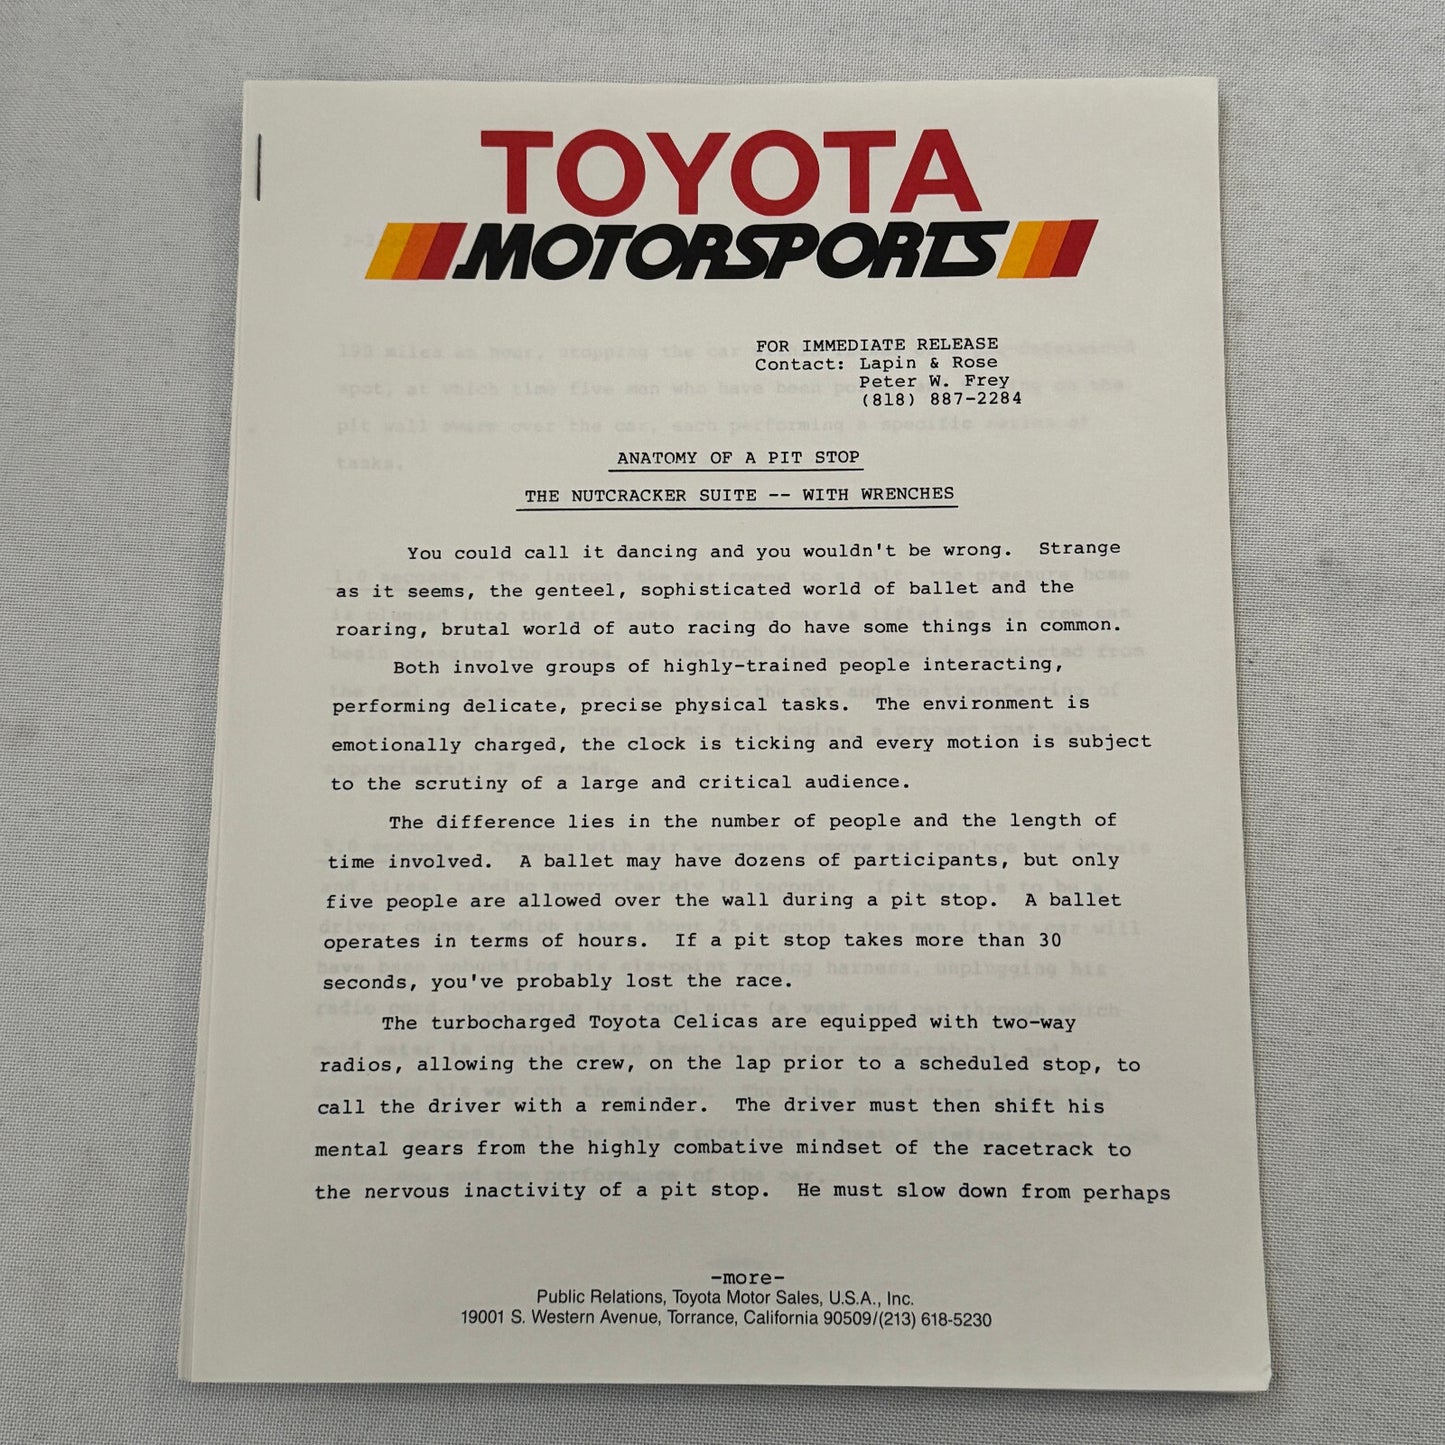 TOYOTA
MOTORSPORTS
FOR IMMEDIATE RELEASE
Contact: Lapin & Rose
Peter W. Frey
(818) 887-2284
ANATOMY OF A PIT STOP
THE NUTCRACKER SUITE -- WITH WRENCHES
You could call it dancing and you wouldn't be wrong. Strange
as it seems, the genteel, sophisticated world of ballet and the
roaring, brutal world of auto racing do have some things in common.
Both involve groups of highly-trained people interacting,
performing delicate, precise physical tasks. The environment is
emotionally charged, the clock is ticking and every motion is subject
to the scrutiny of a large and critical audience.
The difference lies in the number of people and the length of
time involved. A ballet may have dozens of participants, but only
five people are allowed over the wall during a pit stop. A ballet
operates in terms of hours. If a pit stop takes more than 30
seconds, you've probably lost the race.
The turbocharged Toyota Celicas are equipped with two-way
radios, allowing the crew, on the lap prior to a scheduled stop, to
call the driver with a reminder. The driver must then shift his
mental gears from the highly combative mindset of the racetrack to
the nervous inactivity of a pit stop. He must slow down from perhaps
-more-
Public Relations, Toyota Motor Sales, U.S.A., Inc.
19001 S. Western Avenue, Torrance, California 90509/(213) 618-5230